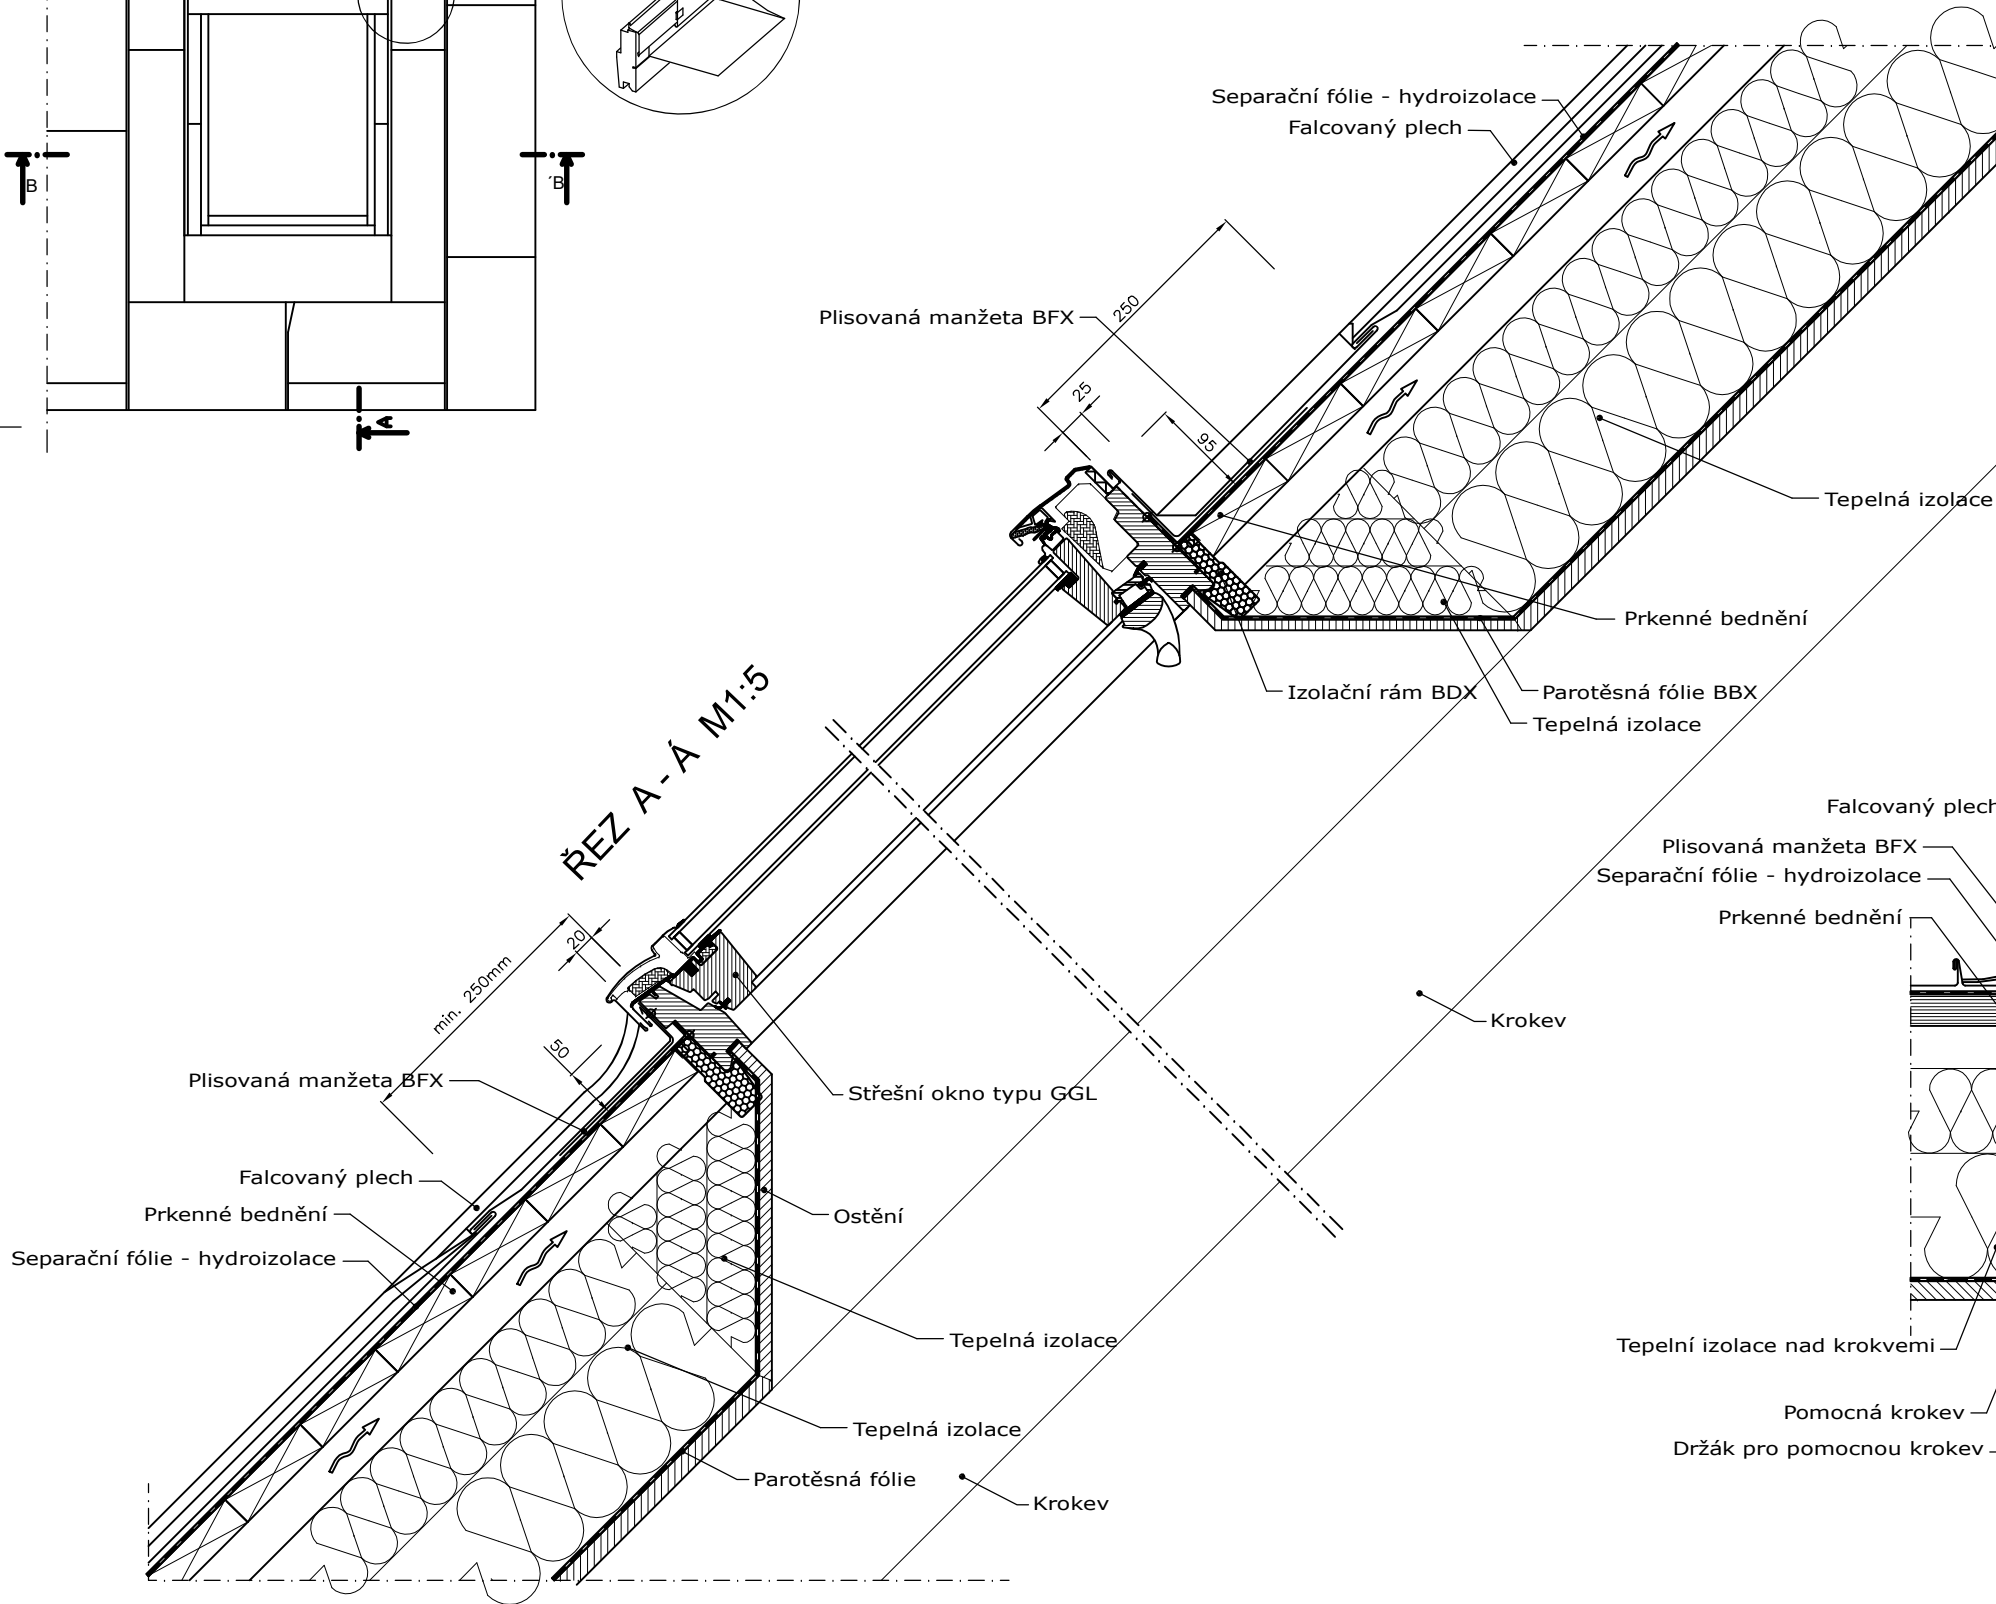 B
´B
A
Separační fólie - hydroizolace
Falcovaný plech
Plisovaná manžeta BFX
250
25
95
Tepelná izolace
Prkenné bednění
Izolační rám BDX
Parotěsná fólie BBX
Tepelná izolace
ŘEZ A - Á M1:5
Falcovaný plech
Plisovaná manžeta BFX
Separační fólie - hydroizolace
Prkenné bednění
20
min. 250mm
50
Krokev
Plisovaná manžeta BFX
Střešní okno typu GGL
Falcovaný plech
Prkenné bednění
Ostění
Separační fólie - hydroizolace
Tepelná izolace
Tepelní izolace nad krokvemi
Tepelná izolace
Pomocná krokev
Držák pro pomocnou krokev
Parotěsná fólie
Krokev